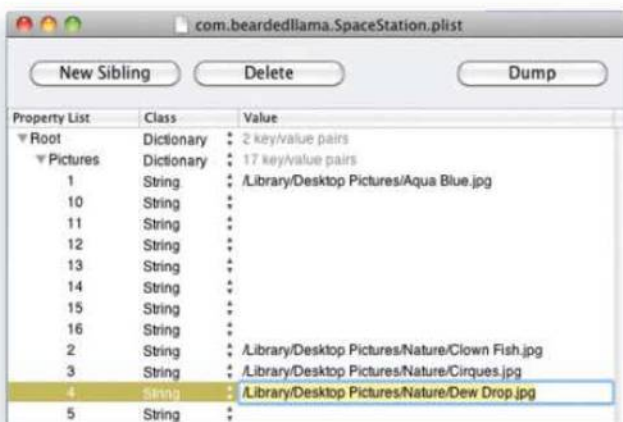 com.beardedllama.SpaceStation.plist
New Sibling Delete Dump
Property List Class Value
Root Dictionary 2 key/value pairs
Pictures Dictionary 17 key/value pairs
1 String /Library/Desktop Pictures/Aqua Blue.jpg
10 String
11 String
12 String
13 String
14 String
15 String
16 String
2 String /Library/Desktop Pictures/Nature/Clown Fish.jpg
3 String /Library/Desktop Pictures/Nature/Cirques.jpg
4 String /Library/Desktop Pictures/Nature/Dew Drop.jpg
5 String